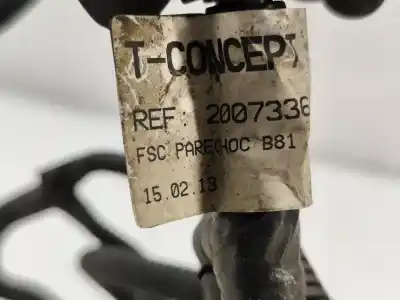 T-CONCEPT
REF: 2007336
FSC PARECHOC B81
15.02.13